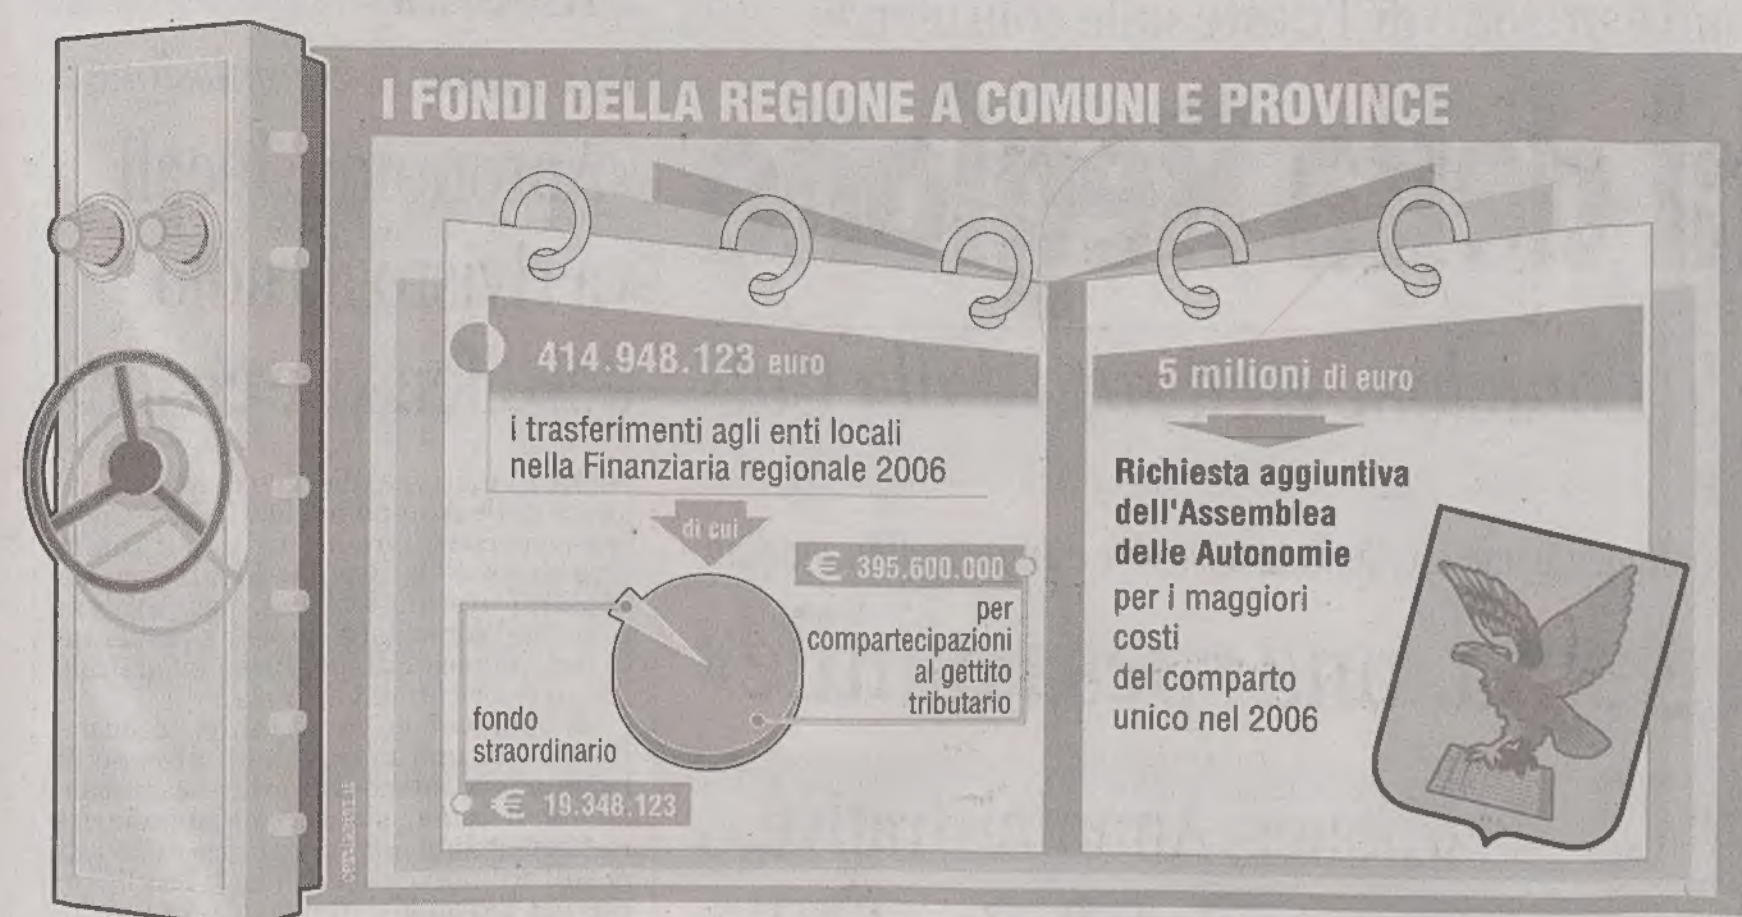 I FONDI DELLA REGIONE A COMUNI E PROVINCE
414.948.123 euro
i trasferimenti agli enti locali
nella Finanziaria regionale 2006
di cui
€ 395.600.000
per
compartecipazioni
al gettito
tributario
fondo
straordinario
€ 19.348.123
5 milioni di euro
Richiesta aggiuntiva
dell'Assemblea
delle Autonomie
per i maggiori
costi
del comparto
unico nel 2006